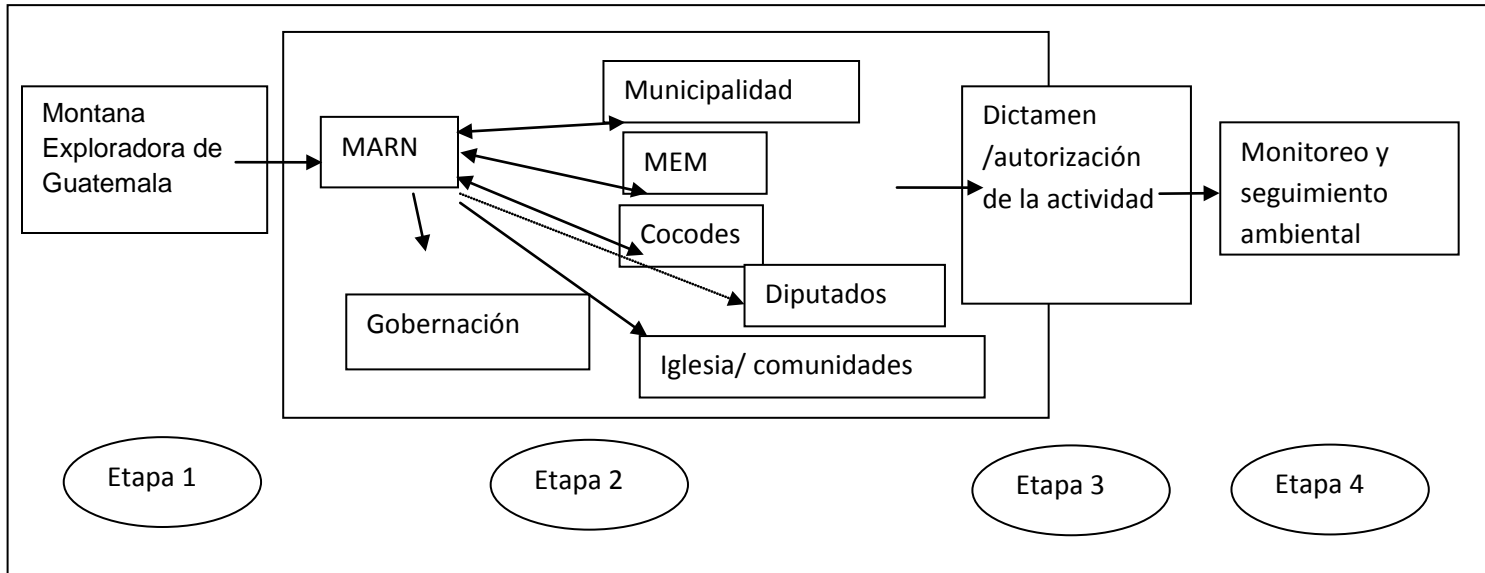 Montana
Exploradora de
Guatemala
MARN
Municipalidad
MEM
Cocodes
Diputados
Gobernación
Iglesia/ comunidades
Dictamen
/autorización
de la actividad
Monitoreo y
seguimiento
ambiental
Etapa 1
Etapa 2
Etapa 3
Etapa 4